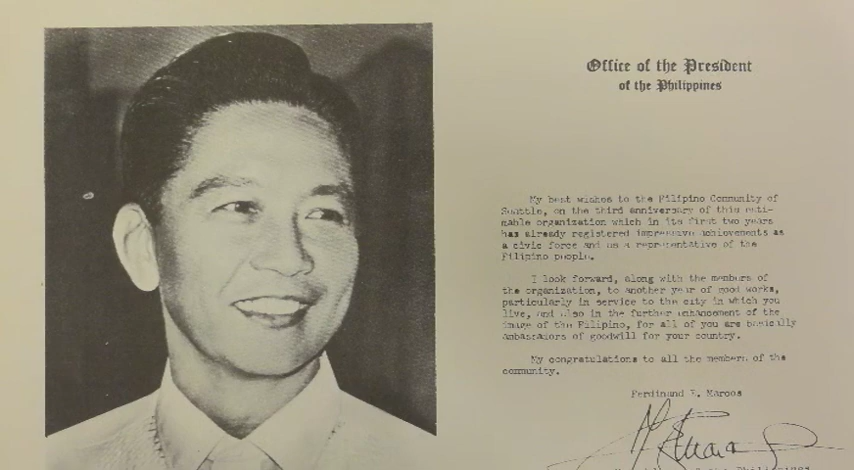 Office of the President
of the Philippines
My best wishes to the Filipino Community of
Seattle, on the third anniversary of this esti-
mable organization which in its first two years
has already registered impressive achievements as
a civic force and as a representative of the
Filipino people.
I look forward, along with the members of
the organization, to another year of good works,
particularly in service to the city in which you
live, and also in the further enhancement of the
image of the Filipino, for all of you are basically
ambassadors of goodwill for your country.
My congratulations to all the members of the
community.
Ferdinand E. Marcos